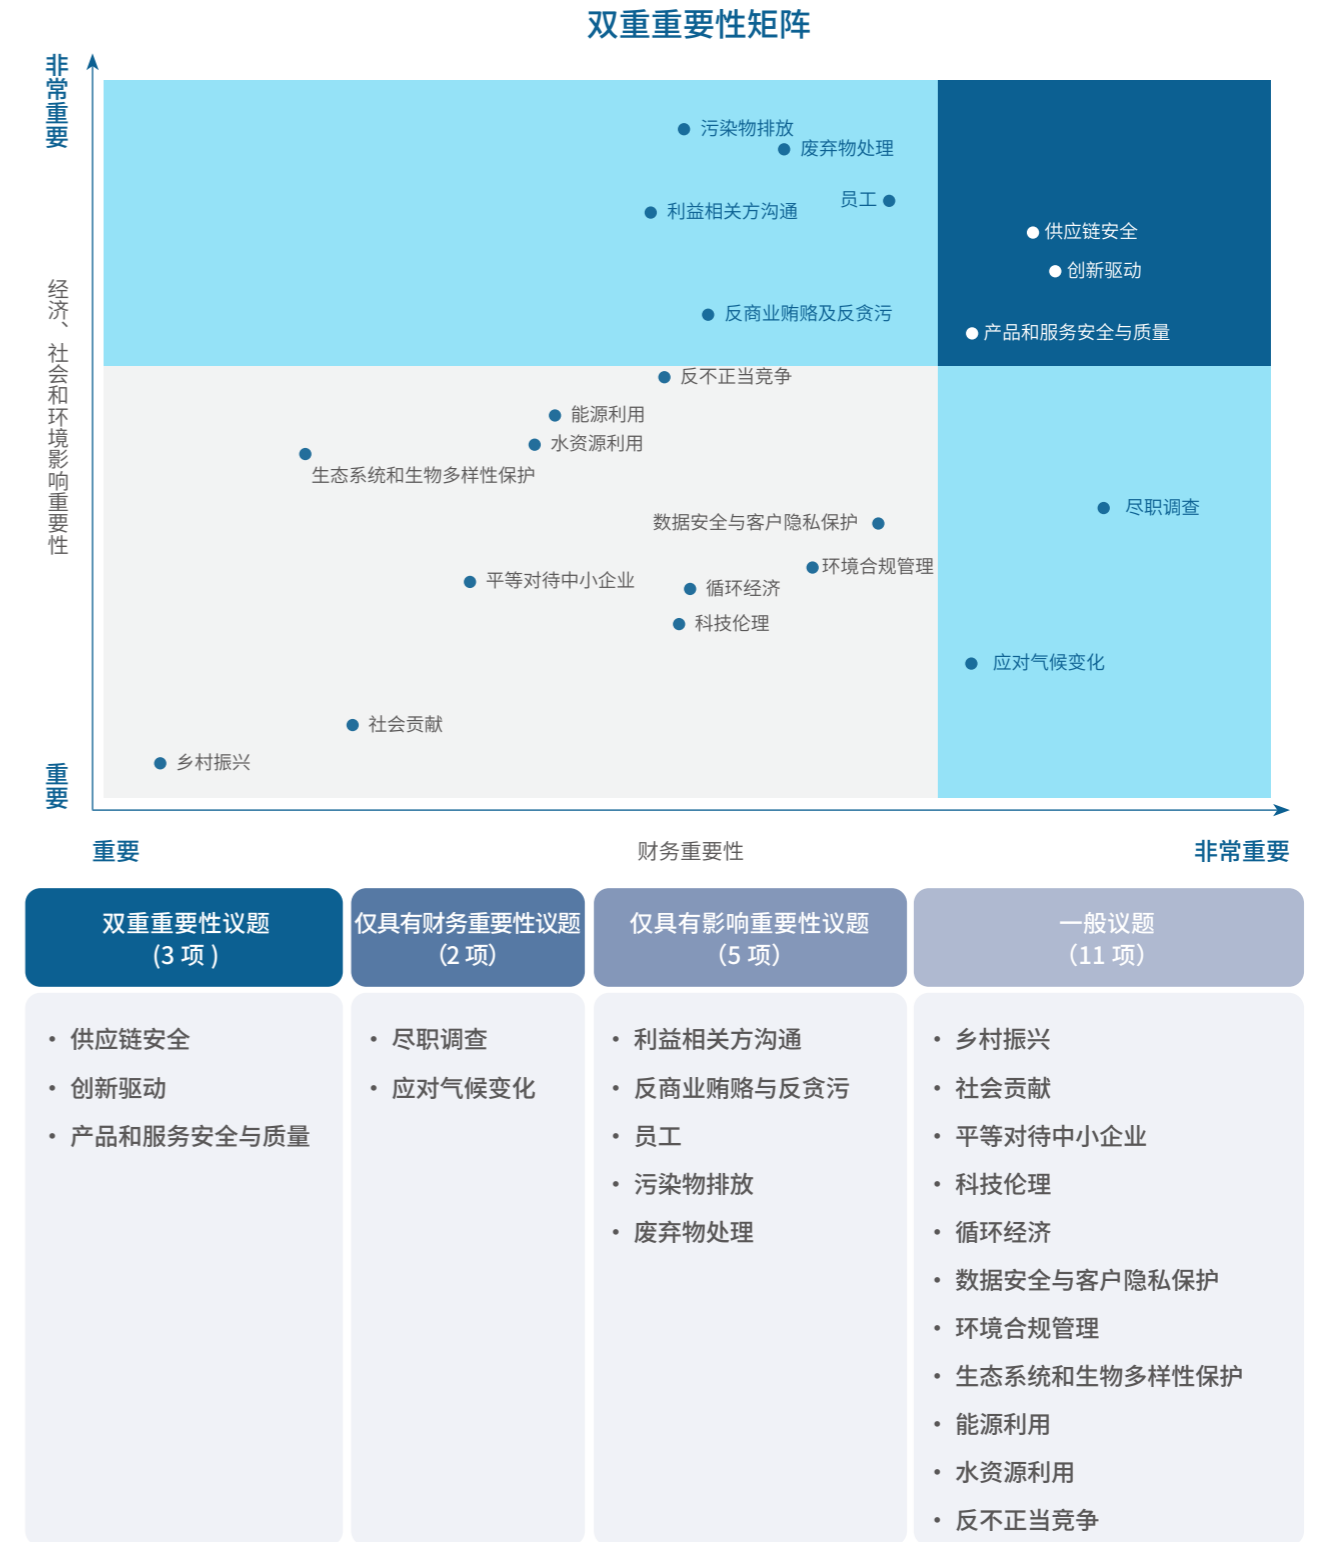 双重重要性矩阵
非常重要
污染物排放
废弃物处理
员工
利益相关方沟通
供应链安全
创新驱动
反商业贿赂及反贪污
产品和服务安全与质量
经济、社会和环境影响重要性
反不正当竞争
能源利用
水资源利用
生态系统和生物多样性保护
尽职调查
数据安全与客户隐私保护
环境合规管理
平等对待中小企业
循环经济
科技伦理
应对气候变化
社会贡献
乡村振兴
重要
重要
财务重要性
非常重要
双重重要性议题
(3 项 )
仅具有财务重要性议题
（2 项）
仅具有影响重要性议题
（5 项）
一般议题
（11 项）
• 供应链安全
• 创新驱动
• 产品和服务安全与质量
• 尽职调查
• 应对气候变化
• 利益相关方沟通
• 反商业贿赂与反贪污
• 员工
• 污染物排放
• 废弃物处理
• 乡村振兴
• 社会贡献
• 平等对待中小企业
• 科技伦理
• 循环经济
• 数据安全与客户隐私保护
• 环境合规管理
• 生态系统和生物多样性保护
• 能源利用
• 水资源利用
• 反不正当竞争